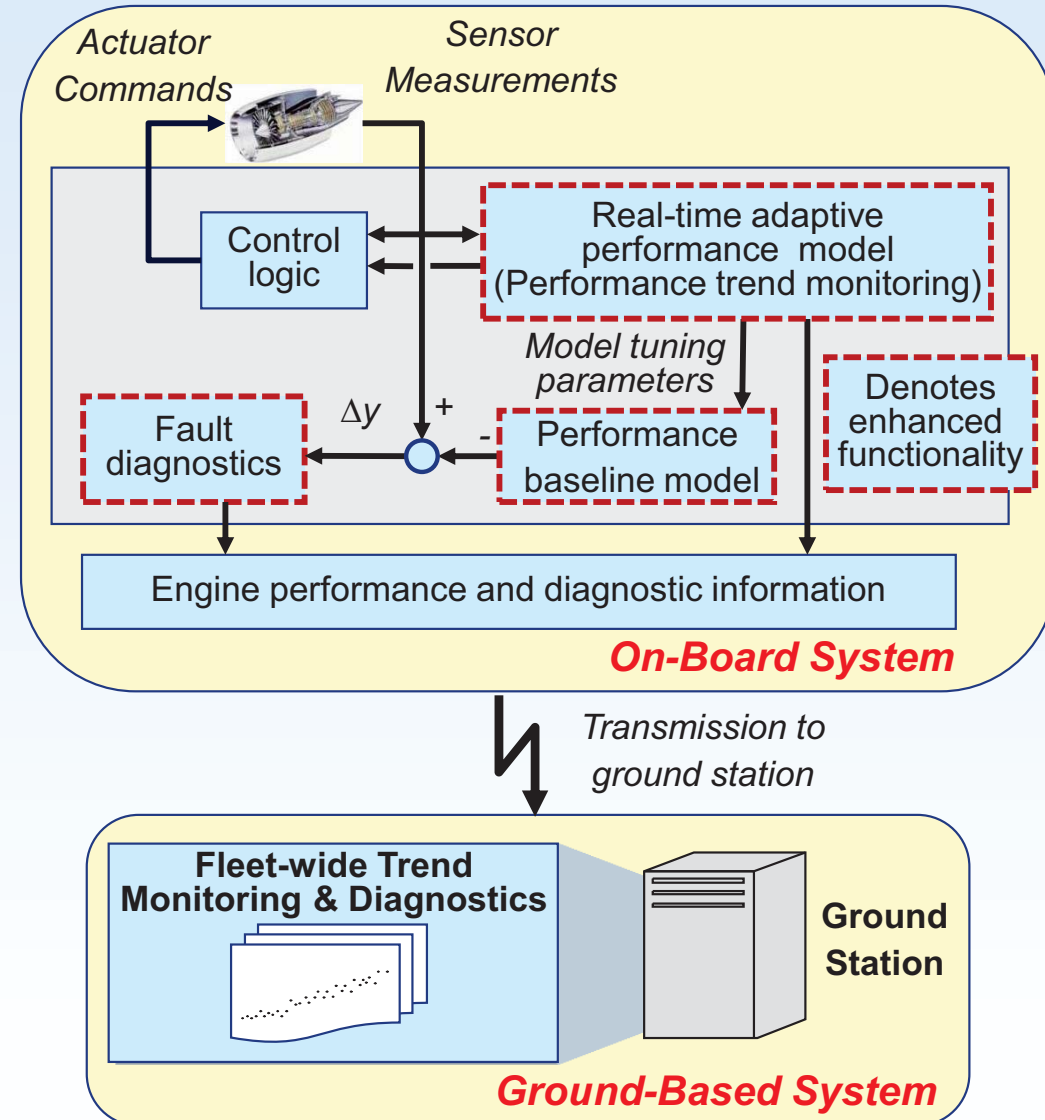 Actuator
Commands
Sensor
Measurements
Control
logic
Real-time adaptive
performance model
(Performance trend monitoring)
Model tuning
parameters
Denotes
enhanced
functionality
Fault
diagnostics
Δy
+
-
Performance
baseline model
Engine performance and diagnostic information
On-Board System
Transmission to
ground station
Fleet-wide Trend
Monitoring & Diagnostics
Ground
Station
Ground-Based System